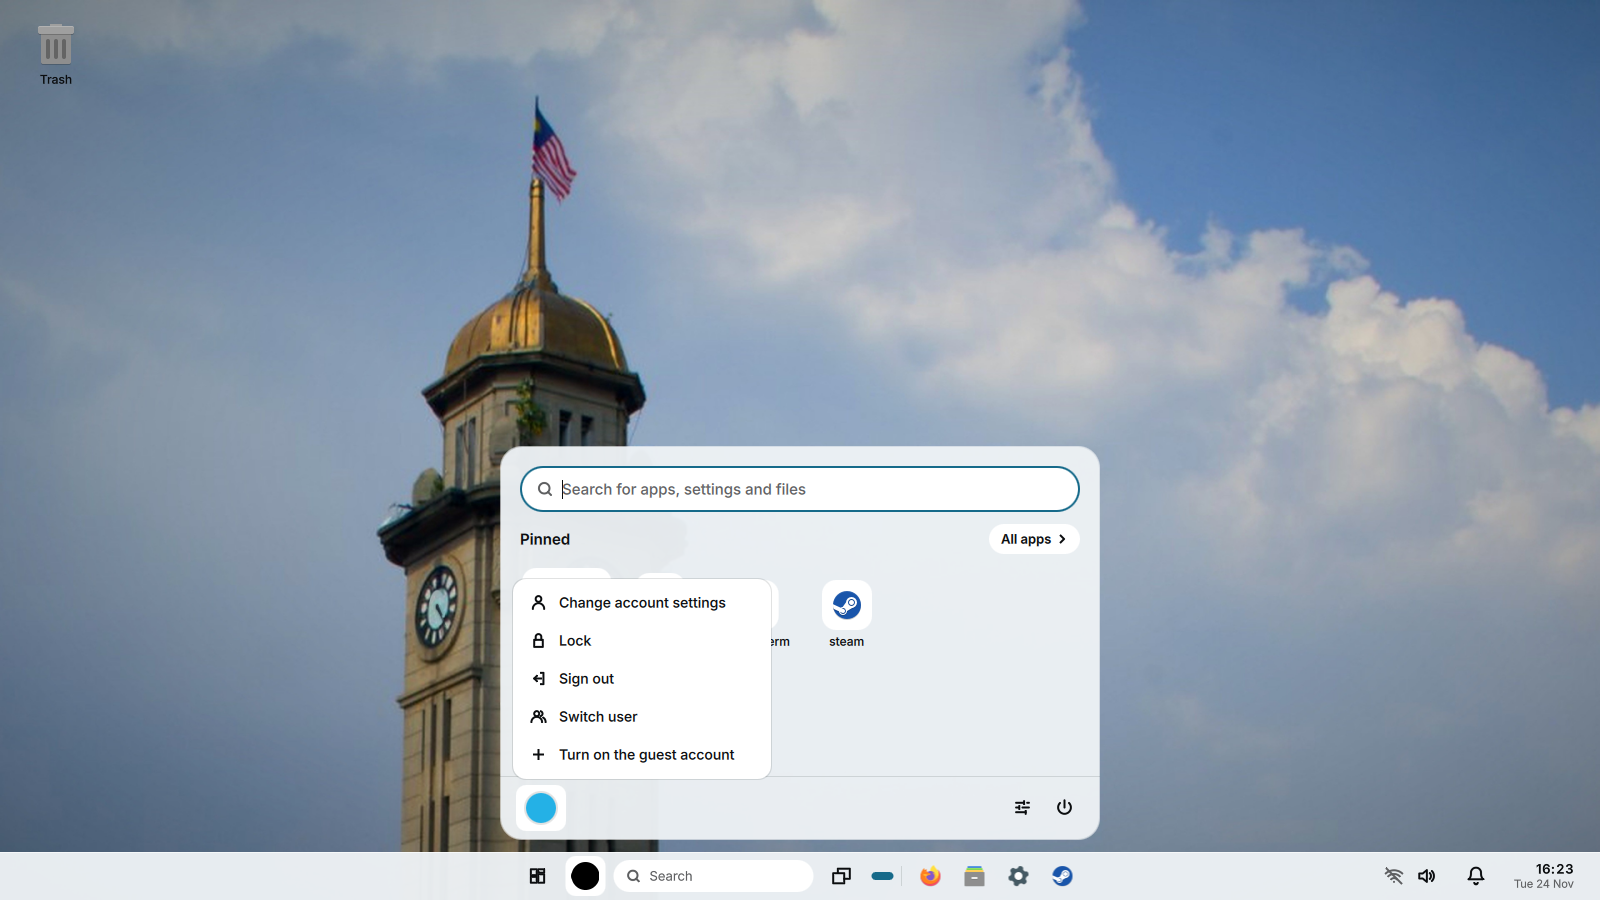 Trash
Search for apps, settings and files
Pinned
All apps
Change account settings
Lock
Sign out
Switch user
Turn on the guest account
erm
steam
Search
16:23
Tue 24 Nov